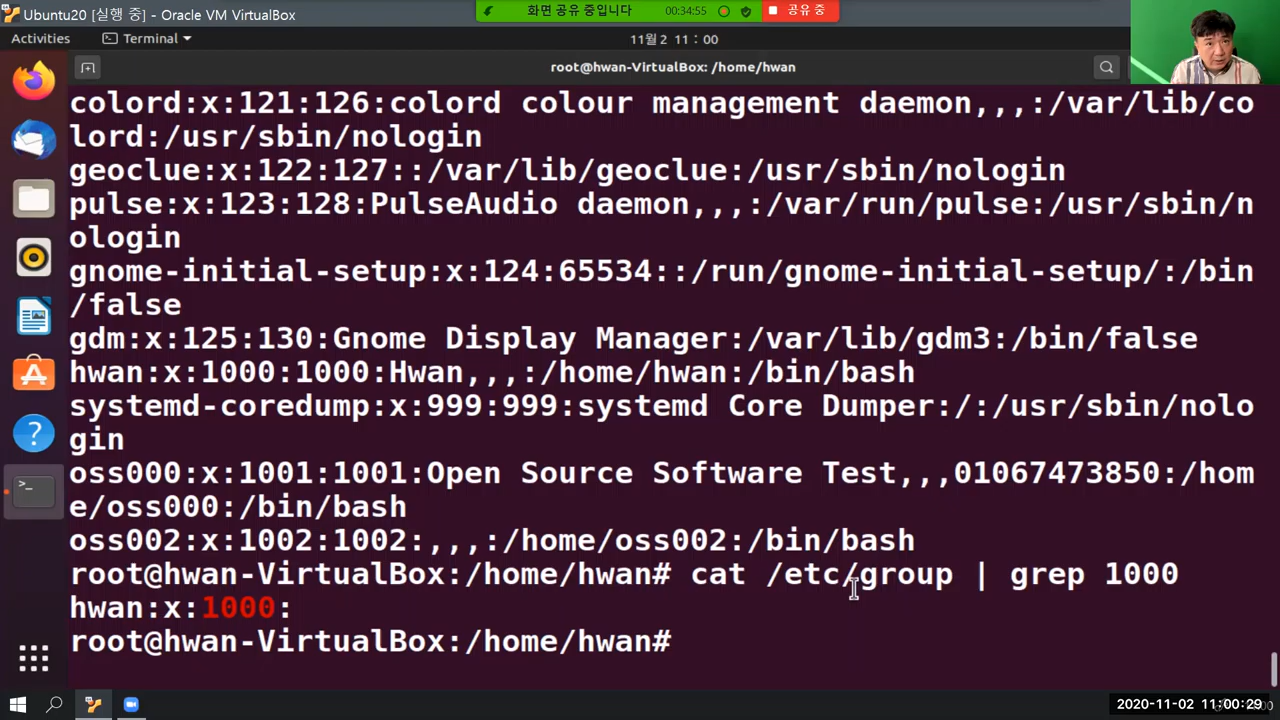 Ubuntu20 [실행 중] - Oracle VM VirtualBox
화면 공유 중입니다
00:34:55
공유 중
Activities
Terminal
11월 2 11 : 00
root@hwan-VirtualBox: /home/hwan
colord:x:121:126:colord colour management daemon,,,:/var/lib/co
lord:/usr/sbin/nologin
geoclue:x:122:127::/var/lib/geoclue:/usr/sbin/nologin
pulse:x:123:128:PulseAudio daemon,,,:/var/run/pulse:/usr/sbin/n
ologin
gnome-initial-setup:x:124:65534::/run/gnome-initial-setup/:/bin
/false
gdm:x:125:130:Gnome Display Manager:/var/lib/gdm3:/bin/false
hwan:x:1000:1000:Hwan,,,:/home/hwan:/bin/bash
systemd-coredump:x:999:999:systemd Core Dumper:/:/usr/sbin/nolo
gin
oss000:x:1001:1001:Open Source Software Test,,,01067473850:/hom
e/oss000:/bin/bash
oss002:x:1002:1002:,,,:/home/oss002:/bin/bash
root@hwan-VirtualBox:/home/hwan# cat /etc/group | grep 1000
hwan:x:1000:
root@hwan-VirtualBox:/home/hwan#
2020-11-02 11:00:29